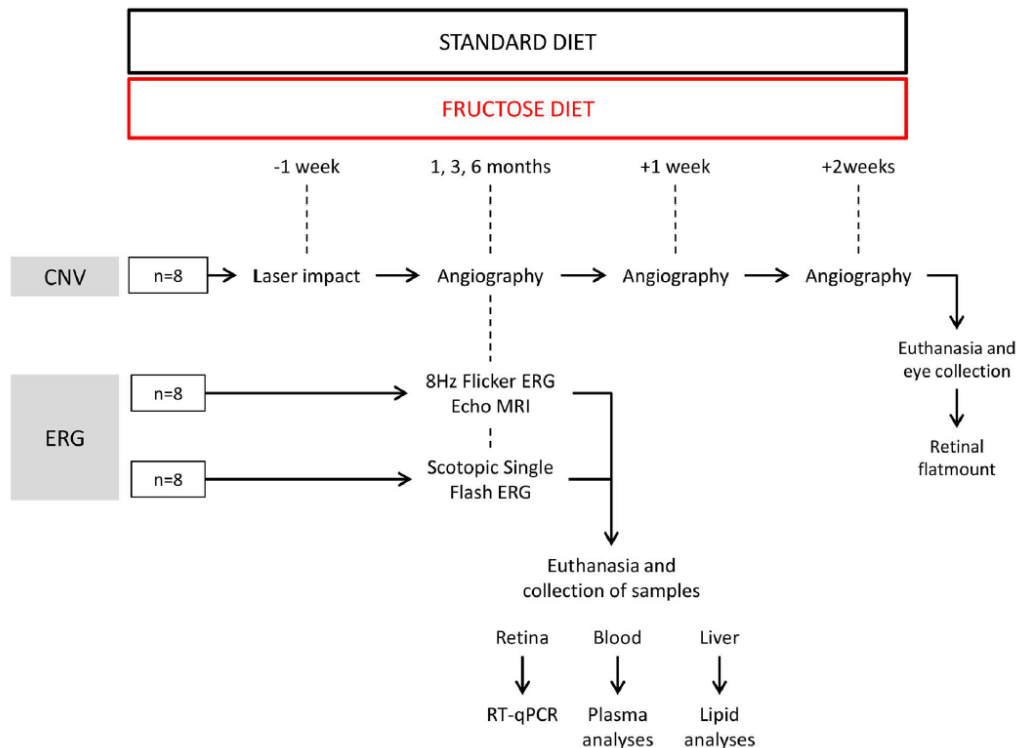 STANDARD DIET
FRUCTOSE DIET
-1 week
1, 3, 6 months
+1 week
+2weeks
CNV
n=8
Laser impact
Angiography
Angiography
Angiography
Euthanasia and
eye collection
Retinal
flatmount
ERG
n=8
8Hz Flicker ERG
Echo MRI
n=8
Scotopic Single
Flash ERG
Euthanasia and
collection of samples
Retina
Blood
Liver
RT-qPCR
Plasma
analyses
Lipid
analyses